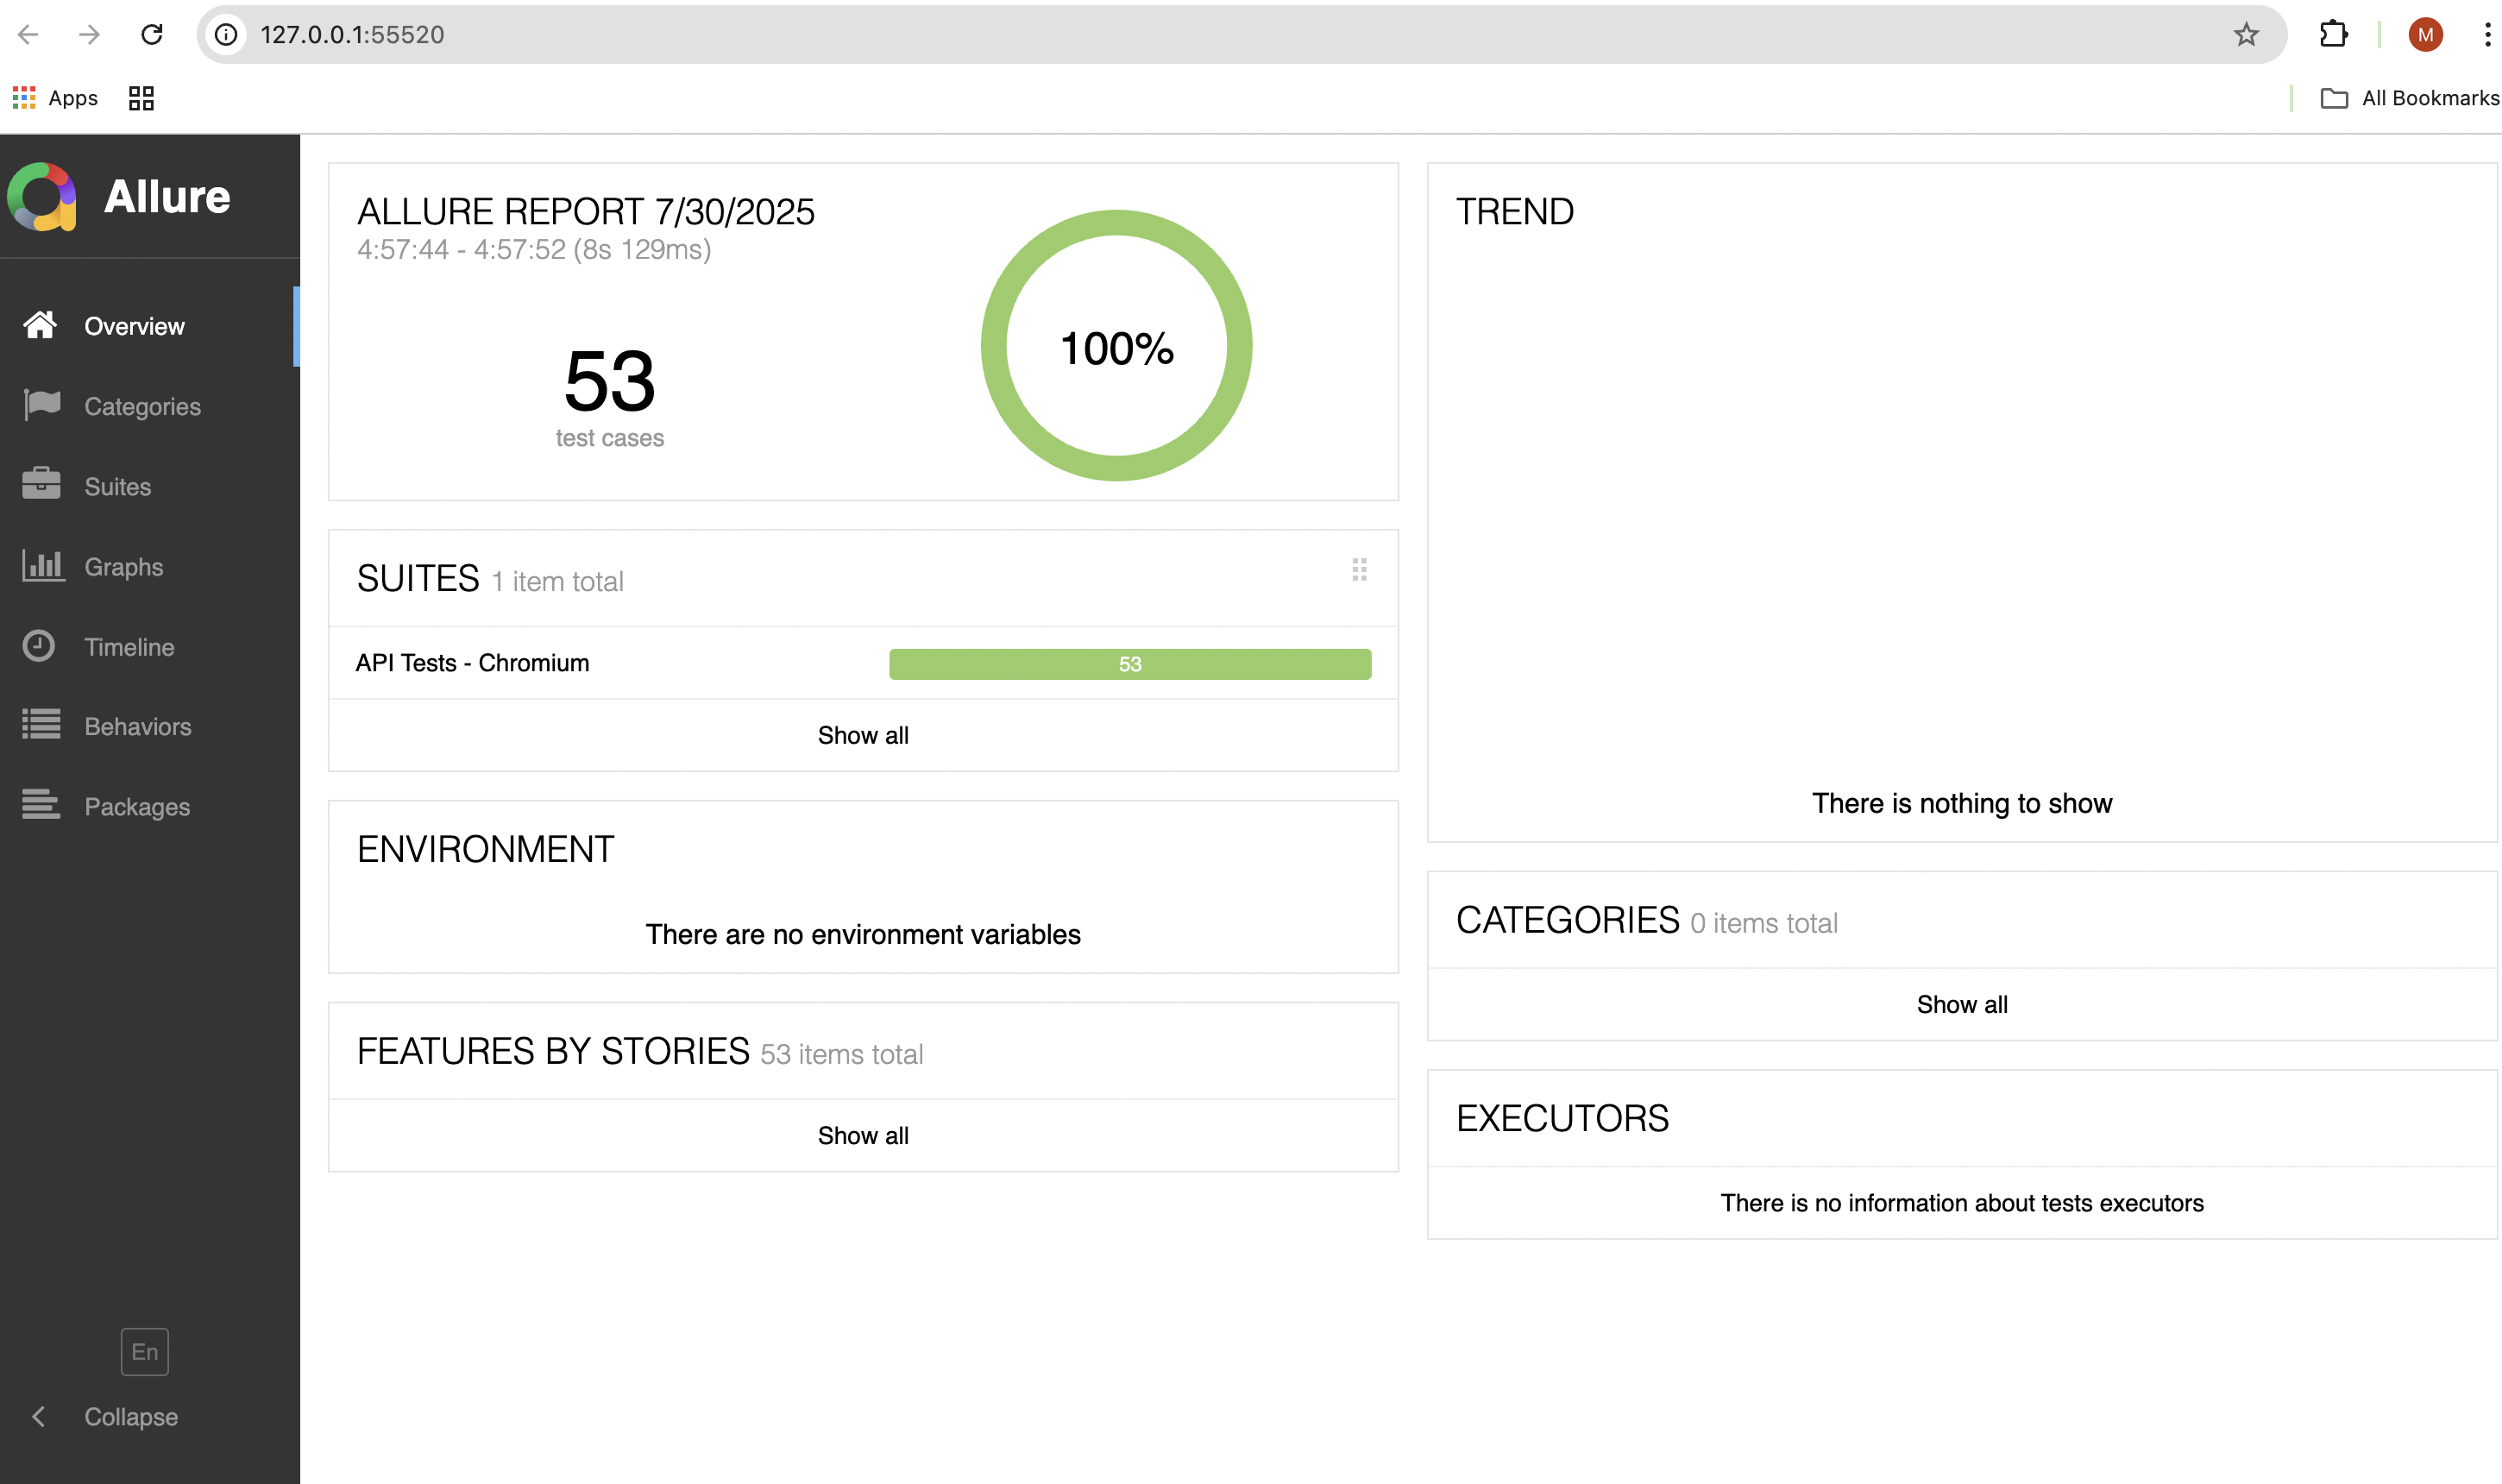 127.0.0.1:55520
M
Apps
All Bookmarks
Allure
Overview
Categories
Suites
Graphs
Timeline
Behaviors
Packages
En
Collapse
ALLURE REPORT 7/30/2025
4:57:44 - 4:57:52 (8s 129ms)
53
test cases
100%
SUITES 1 item total
API Tests - Chromium
53
Show all
ENVIRONMENT
There are no environment variables
FEATURES BY STORIES 53 items total
Show all
TREND
There is nothing to show
CATEGORIES 0 items total
Show all
EXECUTORS
There is no information about tests executors